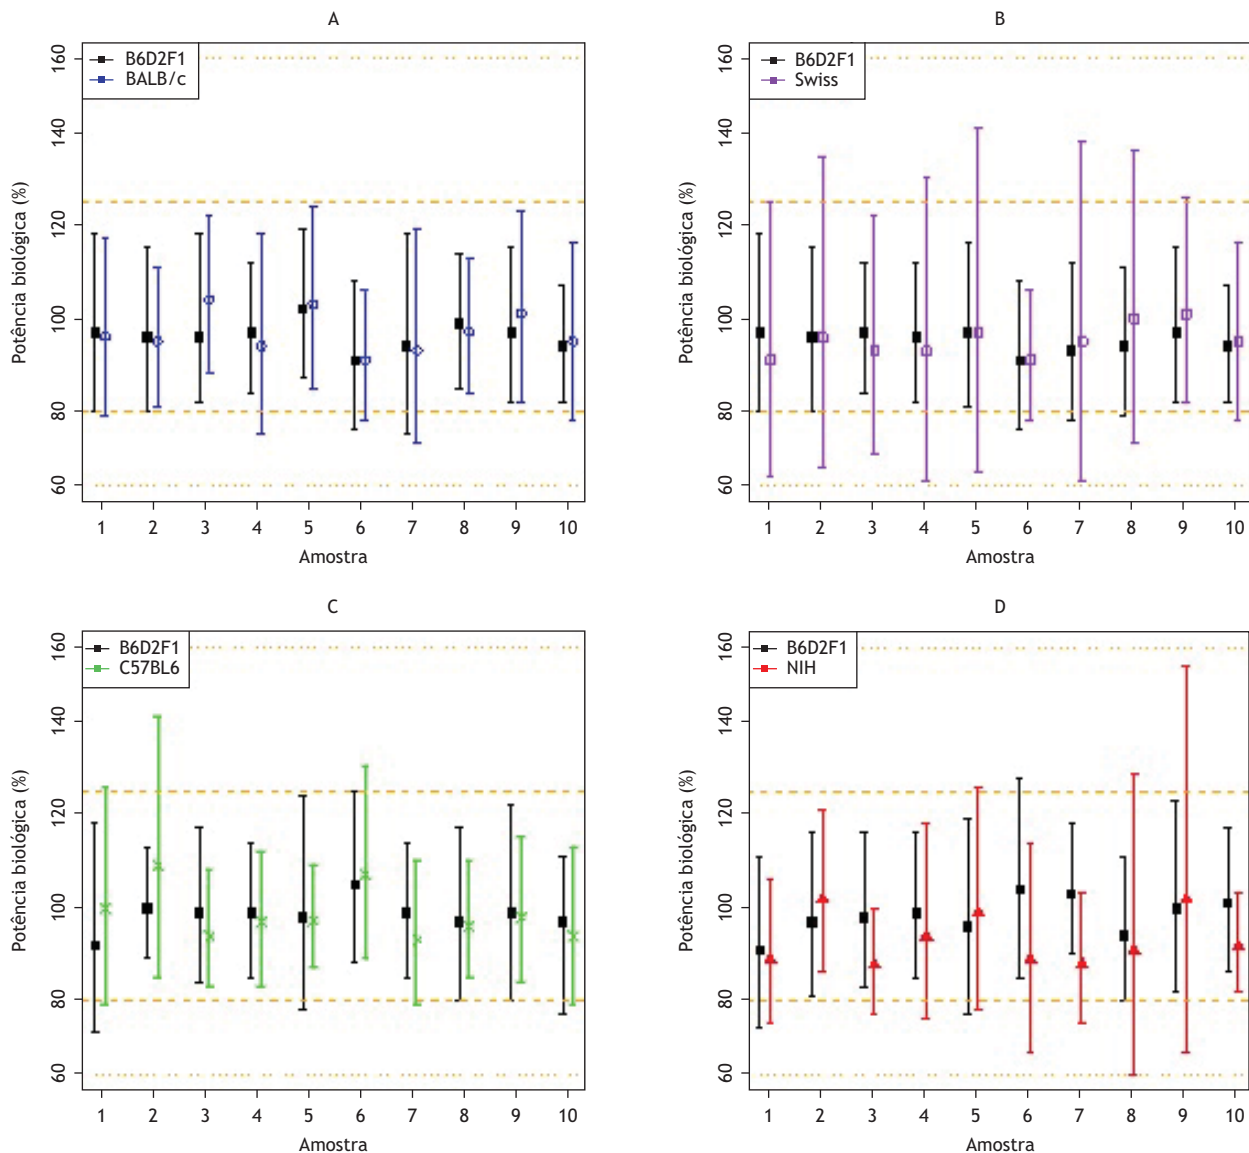 A
B6D2F1
BALB/c
Potência biológica (%)
160
140
120
100
80
60
1 2 3 4 5 6 7 8 9 10
Amostra
B
B6D2F1
Swiss
Potência biológica (%)
160
140
120
100
80
60
1 2 3 4 5 6 7 8 9 10
Amostra
C
B6D2F1
C57BL6
Potência biológica (%)
160
140
120
100
80
60
1 2 3 4 5 6 7 8 9 10
Amostra
D
B6D2F1
NIH
Potência biológica (%)
160
140
120
100
80
60
1 2 3 4 5 6 7 8 9 10
Amostra